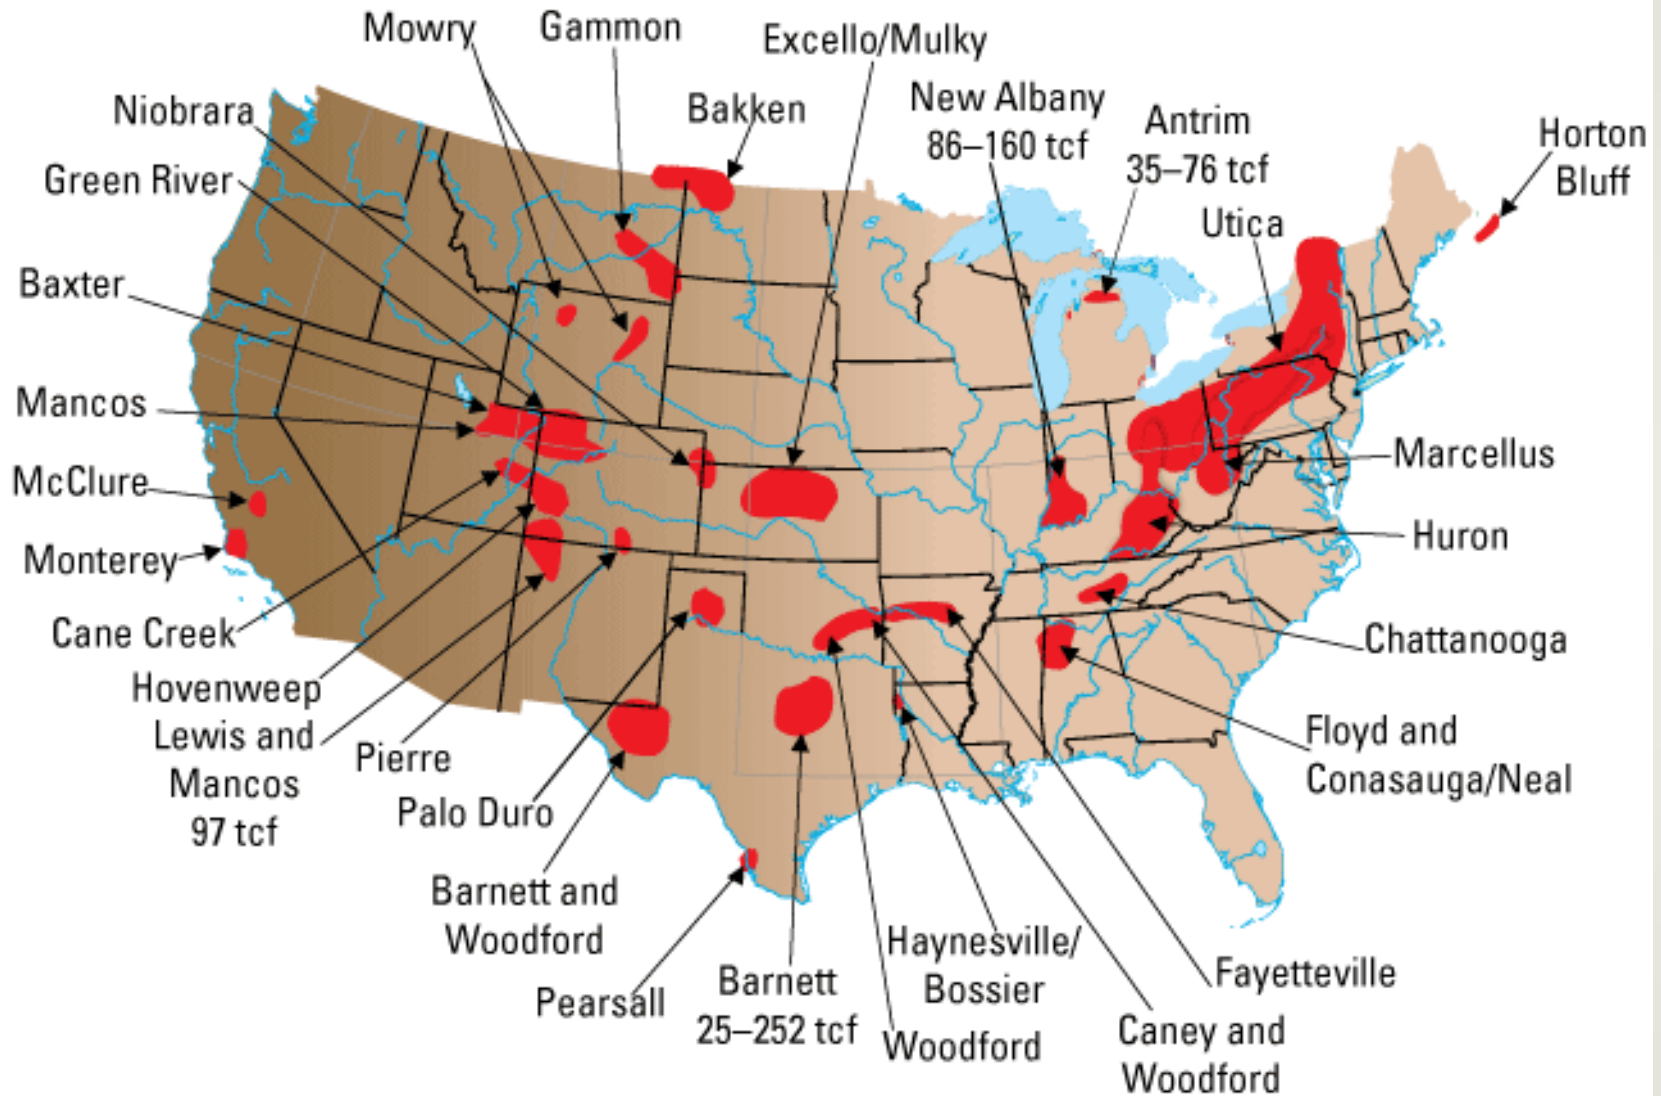 Mowry
Gammon
Excello/Mulky
Niobrara
Bakken
New Albany
86–160 tcf
Antrim
35–76 tcf
Horton
Bluff
Green River
Utica
Baxter
Mancos
McClure
Marcellus
Monterey
Huron
Cane Creek
Chattanooga
Hovenweep
Lewis and
Mancos
97 tcf
Pierre
Floyd and
Conasauga/Neal
Palo Duro
Barnett and
Woodford
Pearsall
Barnett
25–252 tcf
Haynesville/
Bossier
Woodford
Fayetteville
Caney and
Woodford